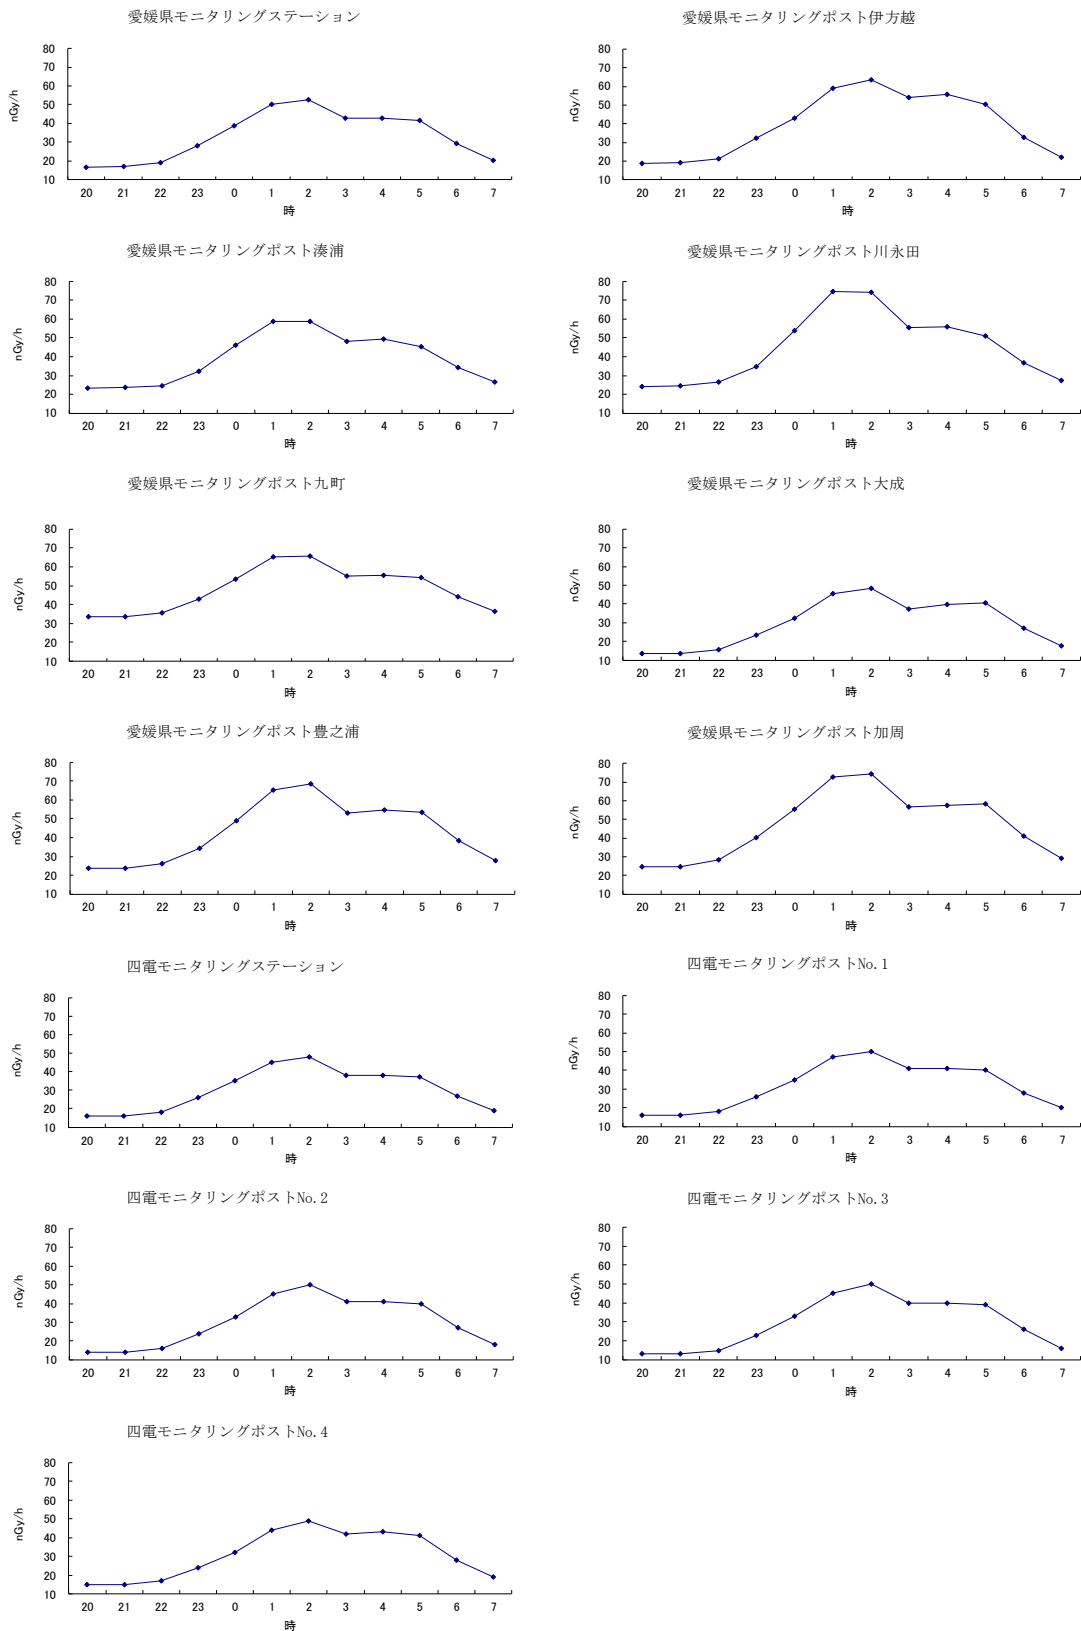 愛媛県モニタリングステーション
80
70
60
50
40
30
20
10
nGy/h
20 21 22 23 0 1 2 3 4 5 6 7
時
愛媛県モニタリングポスト伊方越
80
70
60
50
40
30
20
10
nGy/h
20 21 22 23 0 1 2 3 4 5 6 7
時
愛媛県モニタリングポスト湊浦
80
70
60
50
40
30
20
10
nGy/h
20 21 22 23 0 1 2 3 4 5 6 7
時
愛媛県モニタリングポスト川永田
80
70
60
50
40
30
20
10
nGy/h
20 21 22 23 0 1 2 3 4 5 6 7
時
愛媛県モニタリングポスト九町
80
70
60
50
40
30
20
10
nGy/h
20 21 22 23 0 1 2 3 4 5 6 7
時
愛媛県モニタリングポスト大成
80
70
60
50
40
30
20
10
nGy/h
20 21 22 23 0 1 2 3 4 5 6 7
時
愛媛県モニタリングポスト豊之浦
80
70
60
50
40
30
20
10
nGy/h
20 21 22 23 0 1 2 3 4 5 6 7
時
愛媛県モニタリングポスト加周
80
70
60
50
40
30
20
10
nGy/h
20 21 22 23 0 1 2 3 4 5 6 7
時
四電モニタリングステーション
80
70
60
50
40
30
20
10
nGy/h
20 21 22 23 0 1 2 3 4 5 6 7
時
四電モニタリングポストNo.1
80
70
60
50
40
30
20
10
nGy/h
20 21 22 23 0 1 2 3 4 5 6 7
時
四電モニタリングポストNo.2
80
70
60
50
40
30
20
10
nGy/h
20 21 22 23 0 1 2 3 4 5 6 7
時
四電モニタリングポストNo.3
80
70
60
50
40
30
20
10
nGy/h
20 21 22 23 0 1 2 3 4 5 6 7
時
四電モニタリングポストNo.4
80
70
60
50
40
30
20
10
nGy/h
20 21 22 23 0 1 2 3 4 5 6 7
時